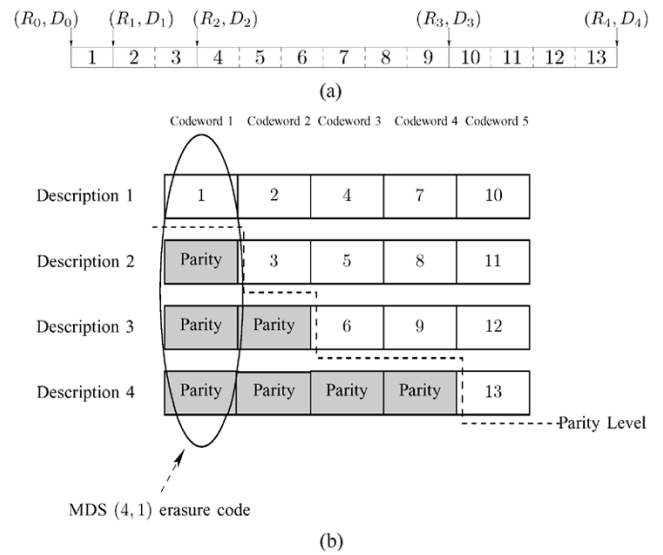 (R₀, D₀) (R₁, D₁) (R₂, D₂) (R₃, D₃) (R₄, D₄)
1 2 3 4 5 6 7 8 9 10 11 12 13
(a)
Codeword 1 Codeword 2 Codeword 3 Codeword 4 Codeword 5
Description 1 1 2 4 7 10
Description 2 Parity 3 5 8 11
Description 3 Parity Parity 6 9 12
Description 4 Parity Parity Parity Parity 13
Parity Level
MDS (4, 1) erasure code
(b)